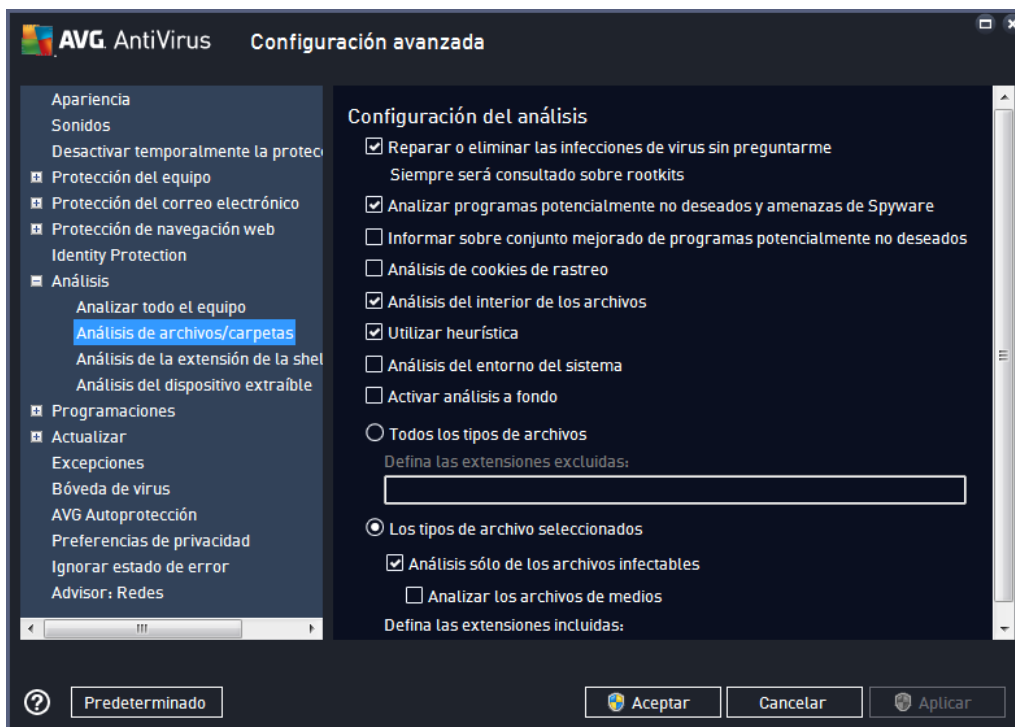 AVG AntiVirus Configuración avanzada
Apariencia
Sonidos
Desactivar temporalmente la protec
Protección del equipo
Protección del correo electrónico
Protección de navegación web
Identity Protection
Análisis
Analizar todo el equipo
Análisis de archivos/carpetas
Análisis de la extensión de la shel
Análisis del dispositivo extraíble
Programaciones
Actualizar
Excepciones
Bóveda de virus
AVG Autoprotección
Preferencias de privacidad
Ignorar estado de error
Advisor: Redes
Configuración del análisis
Reparar o eliminar las infecciones de virus sin preguntarme
Siempre será consultado sobre rootkits
Analizar programas potencialmente no deseados y amenazas de Spyware
Informar sobre conjunto mejorado de programas potencialmente no deseados
Análisis de cookies de rastreo
Análisis del interior de los archivos
Utilizar heurística
Análisis del entorno del sistema
Activar análisis a fondo
Todos los tipos de archivos
Defina las extensiones excluidas:
Los tipos de archivo seleccionados
Análisis sólo de los archivos infectables
Analizar los archivos de medios
Defina las extensiones incluidas:
? Predeterminado Aceptar Cancelar Aplicar